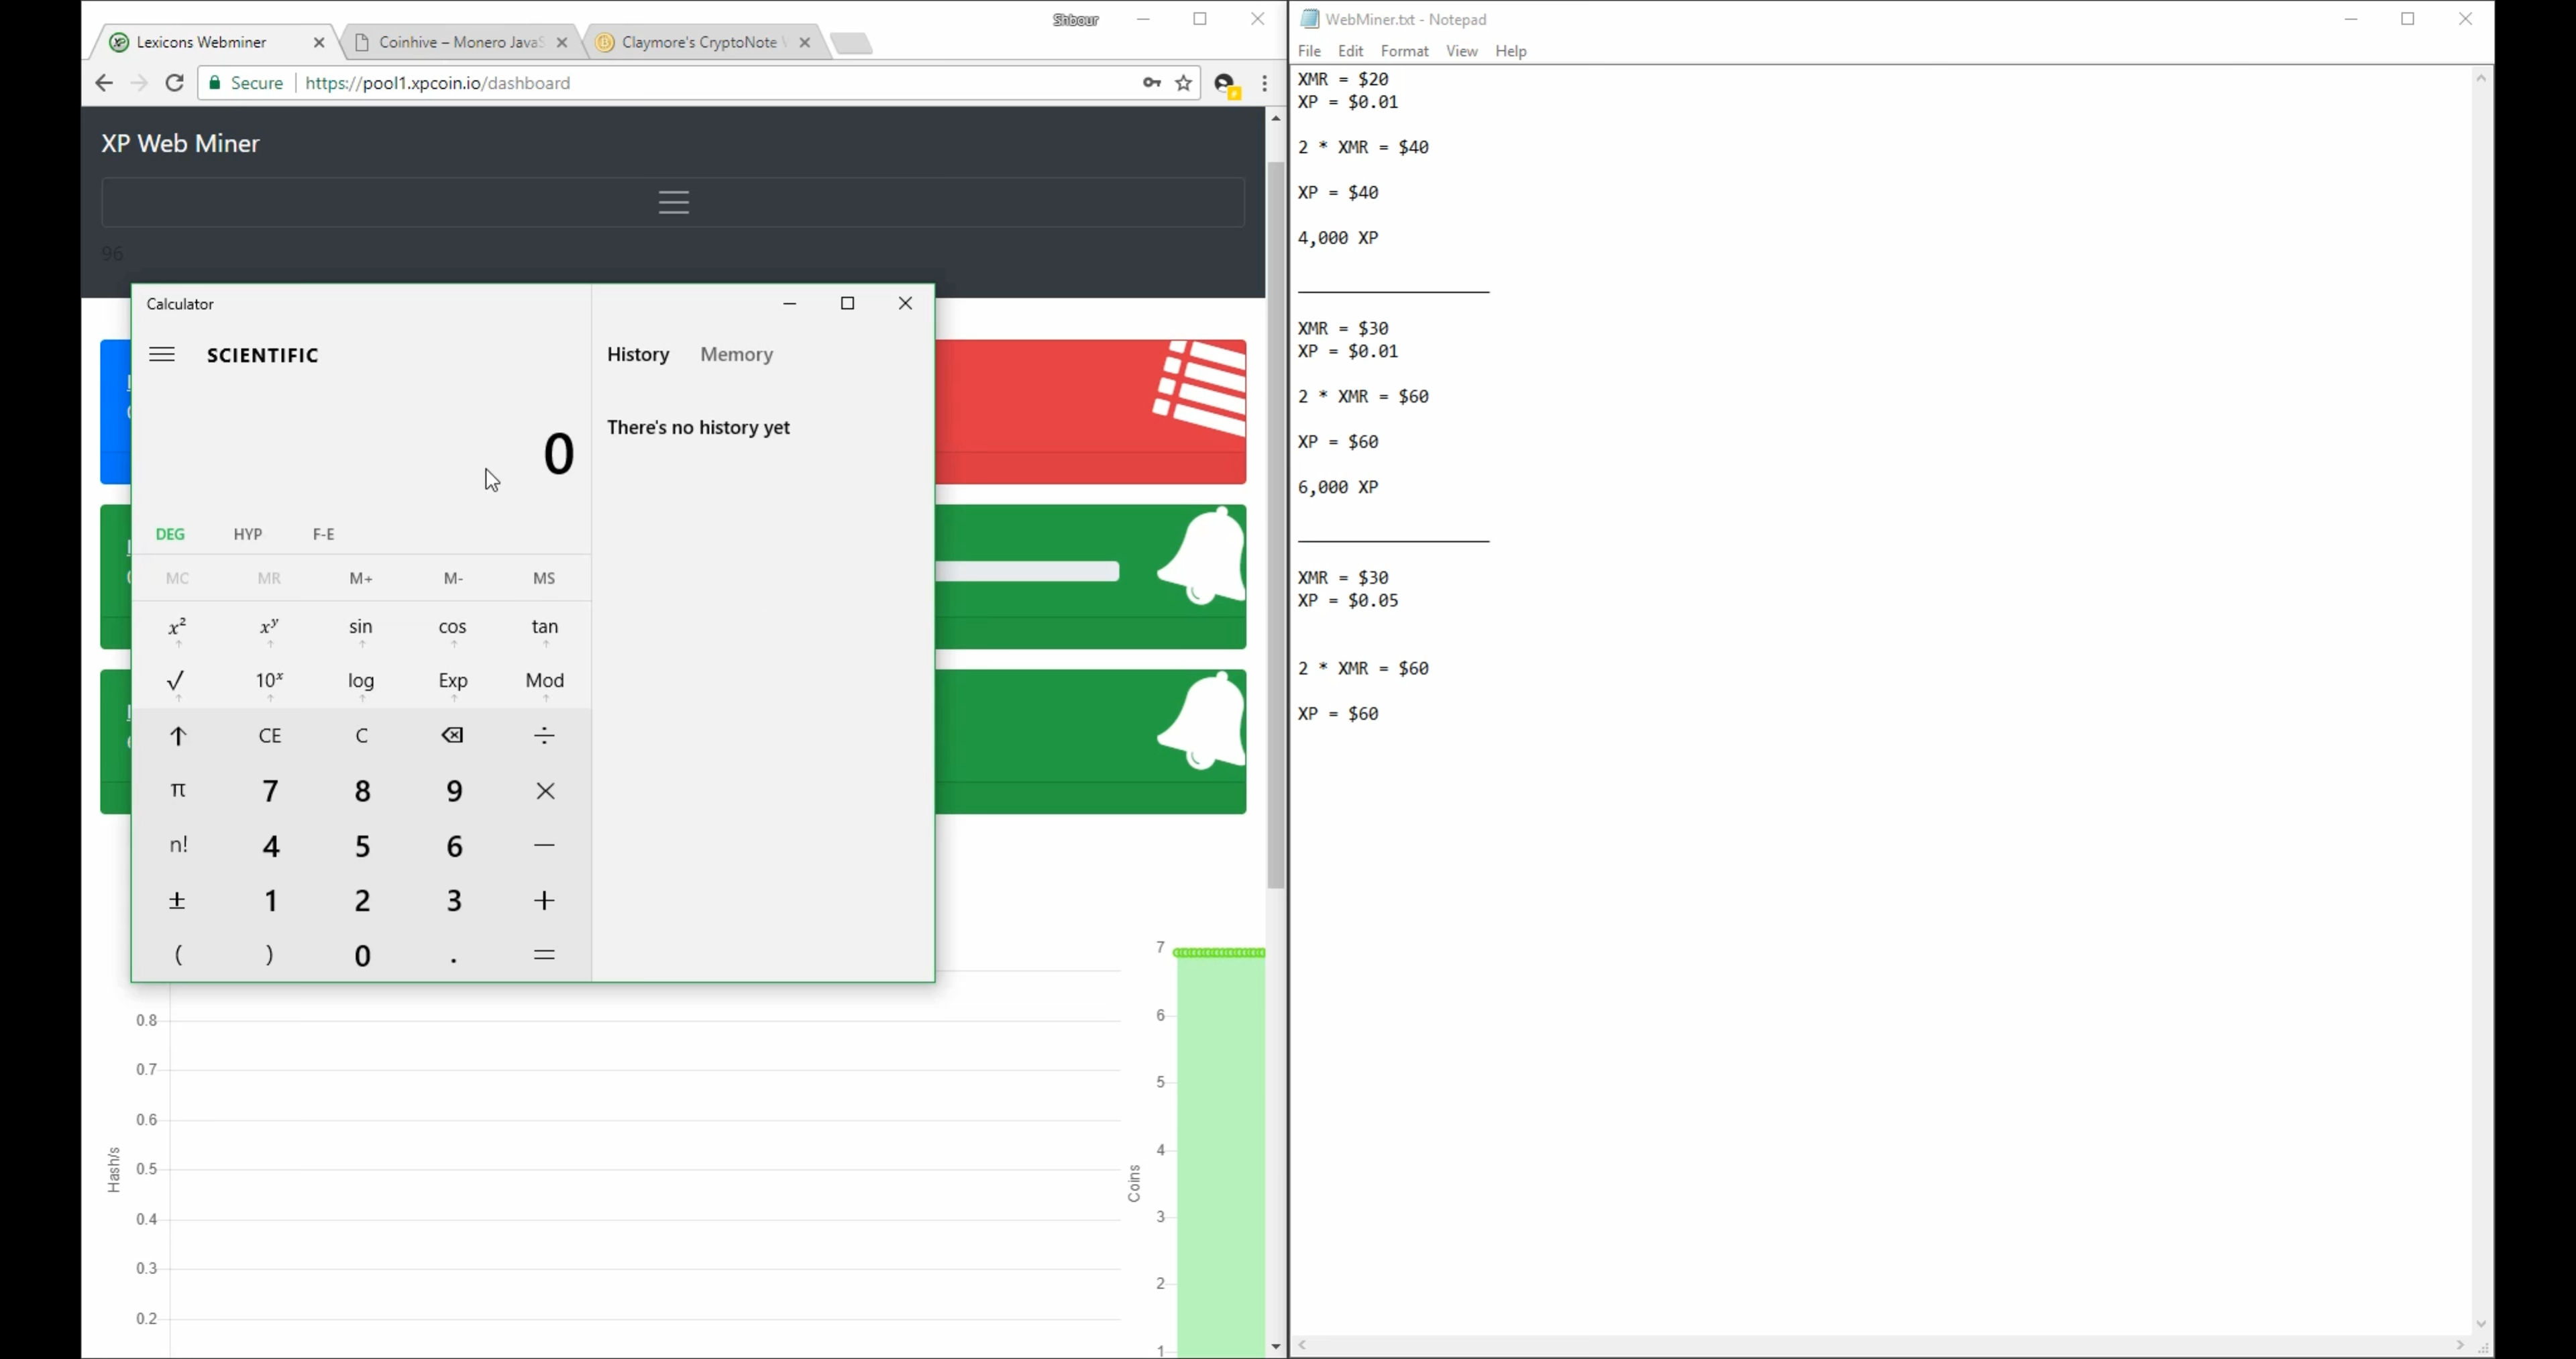 Shbour
Lexicons Webminer
Coinhive – Monero JavaS
Claymore's CryptoNote
Secure
https://pool1.xpcoin.io/dashboard
XP Web Miner
96
Calculator
SCIENTIFIC
History Memory
There's no history yet
0
DEG HYP F-E
MC MR M+ M- MS
x² xʸ sin cos tan
√ 10ˣ log Exp Mod
↑ CE C ⌫ ÷
π 7 8 9 ×
n! 4 5 6 −
± 1 2 3 +
( ) 0 . =
Hash/s
0.8
0.7
0.6
0.5
0.4
0.3
0.2
Coins
7
6
5
4
3
2
1
WebMiner.txt - Notepad
File Edit Format View Help
XMR = $20
XP = $0.01
2 * XMR = $40
XP = $40
4,000 XP
___________________
XMR = $30
XP = $0.01
2 * XMR = $60
XP = $60
6,000 XP
___________________
XMR = $30
XP = $0.05
2 * XMR = $60
XP = $60